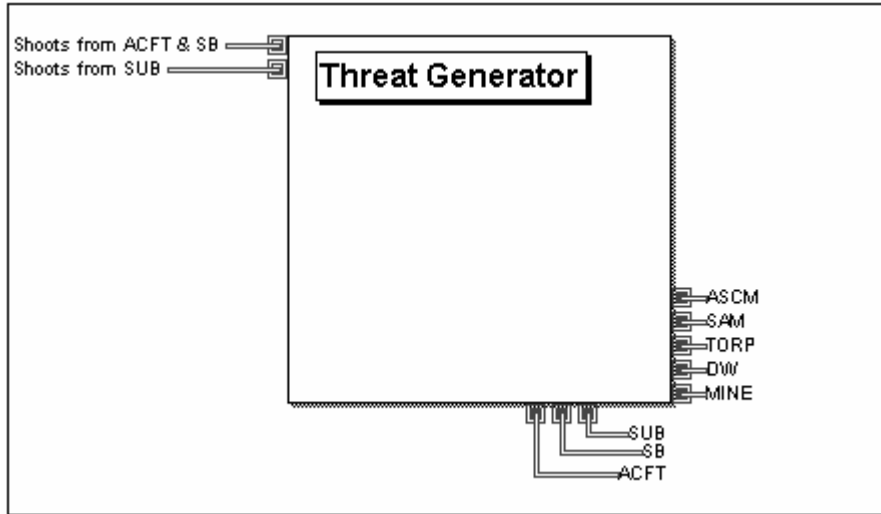 Shoots from ACFT & SB
Shoots from SUB
Threat Generator
ASCM
SAM
TORP
DW
MINE
SUB
SB
ACFT